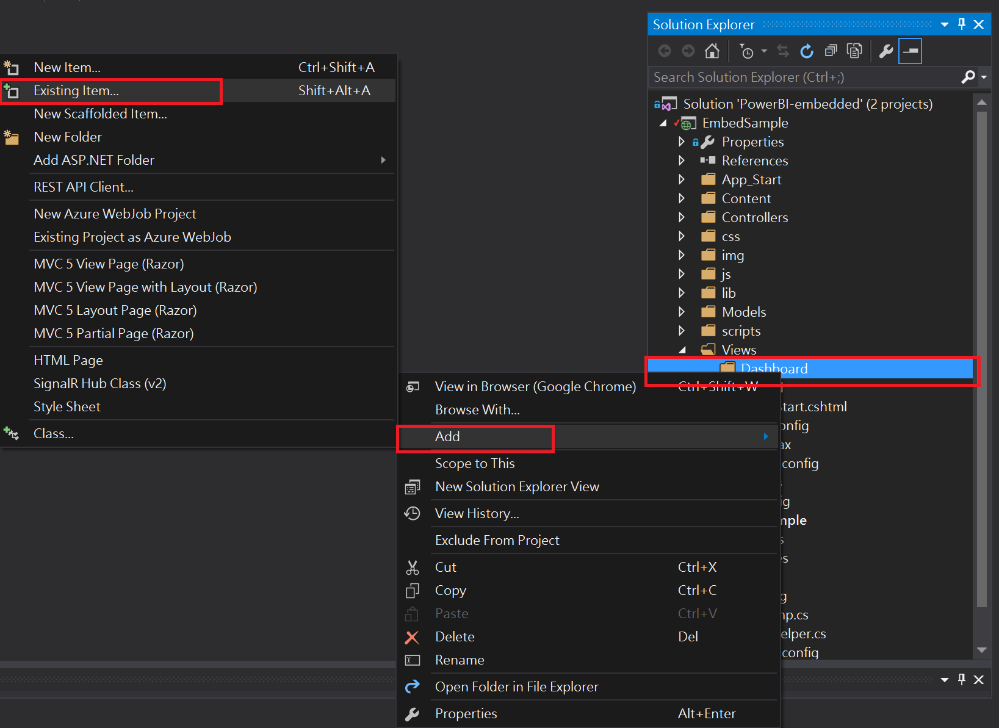 New Item... Ctrl+Shift+A
Existing Item... Shift+Alt+A
New Scaffolded Item...
New Folder
Add ASP.NET Folder
REST API Client...
New Azure WebJob Project
Existing Project as Azure WebJob
MVC 5 View Page (Razor)
MVC 5 View Page with Layout (Razor)
MVC 5 Layout Page (Razor)
MVC 5 Partial Page (Razor)
HTML Page
SignalR Hub Class (v2)
Style Sheet
Class...
Solution Explorer
Search Solution Explorer (Ctrl+;)
Solution 'PowerBI-embedded' (2 projects)
EmbedSample
Properties
References
App_Start
Content
Controllers
css
img
js
lib
Models
scripts
Views
Dashboard
View in Browser (Google Chrome) Ctrl+Shift+W
Browse With...
Add
Scope to This
New Solution Explorer View
View History...
Exclude From Project
Cut Ctrl+X
Copy Ctrl+C
Paste Ctrl+V
Delete Del
Rename
Open Folder in File Explorer
Properties Alt+Enter
tart.cshtml
onfig
ax
config
ig
mple
s
es
g
np.cs
elper.cs
config